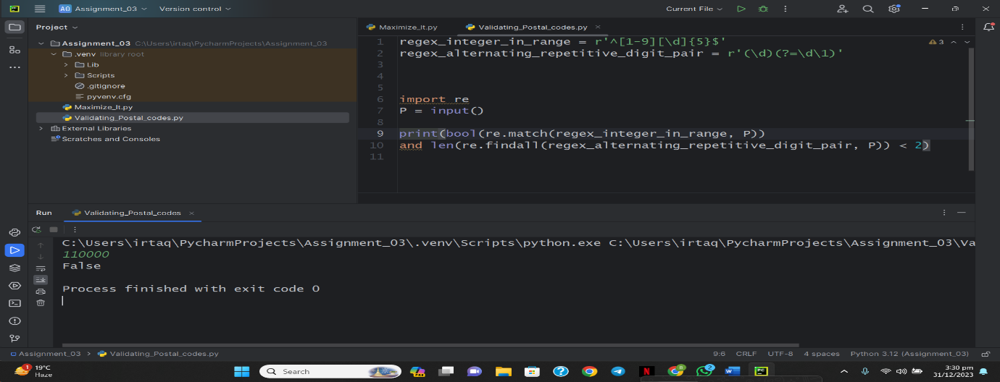 A0 Assignment_03 Version control Current File
Project
Maximize_It.py Validating_Postal_codes.py
Assignment_03 C:\Users\irtaq\PycharmProjects\Assignment_03
.venv library root
Lib
Scripts
.gitignore
pyvenv.cfg
Maximize_It.py
Validating_Postal_codes.py
External Libraries
Scratches and Consoles
1 regex_integer_in_range = r'^[1-9][\d]{5}$'
2 regex_alternating_repetitive_digit_pair = r'(\d)(?=\d\1)'
3
4
5
6 import re
7 P = input()
8
9 print(bool(re.match(regex_integer_in_range, P))
10 and len(re.findall(regex_alternating_repetitive_digit_pair, P)) < 2)
11
3
Run Validating_Postal_codes
C:\Users\irtaq\PycharmProjects\Assignment_03\.venv\Scripts\python.exe C:\Users\irtaq\PycharmProjects\Assignment_03\Va
110000
False
Process finished with exit code 0
Assignment_03 > Validating_Postal_codes.py 9:6 CRLF UTF-8 4 spaces Python 3.12 (Assignment_03)
1 19°C
Haze
Search
3:30 pm
31/12/2023